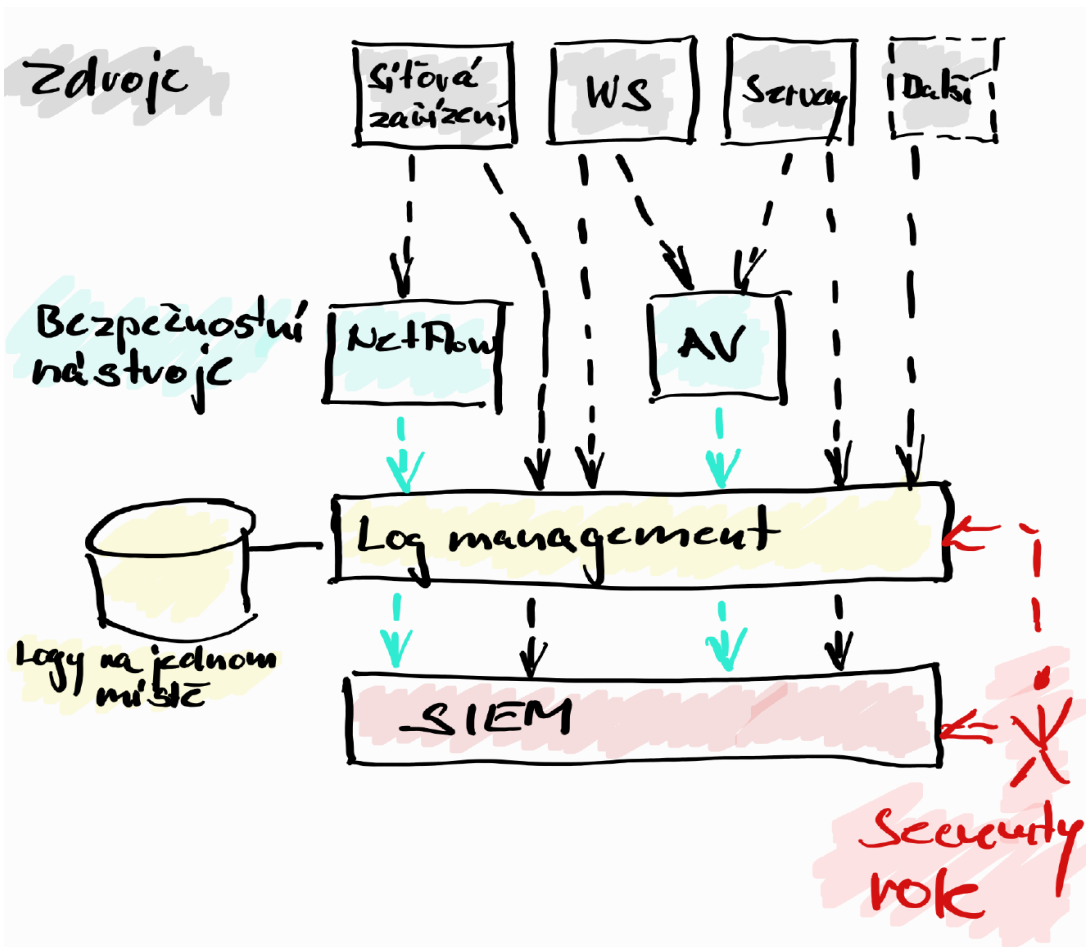 Zdroje
Síťová
zařízení
WS
Servery
Další
Bezpečnostní
nástroje
NetFlow
AV
Log management
Logy na jednom
místě
SIEM
Security
role